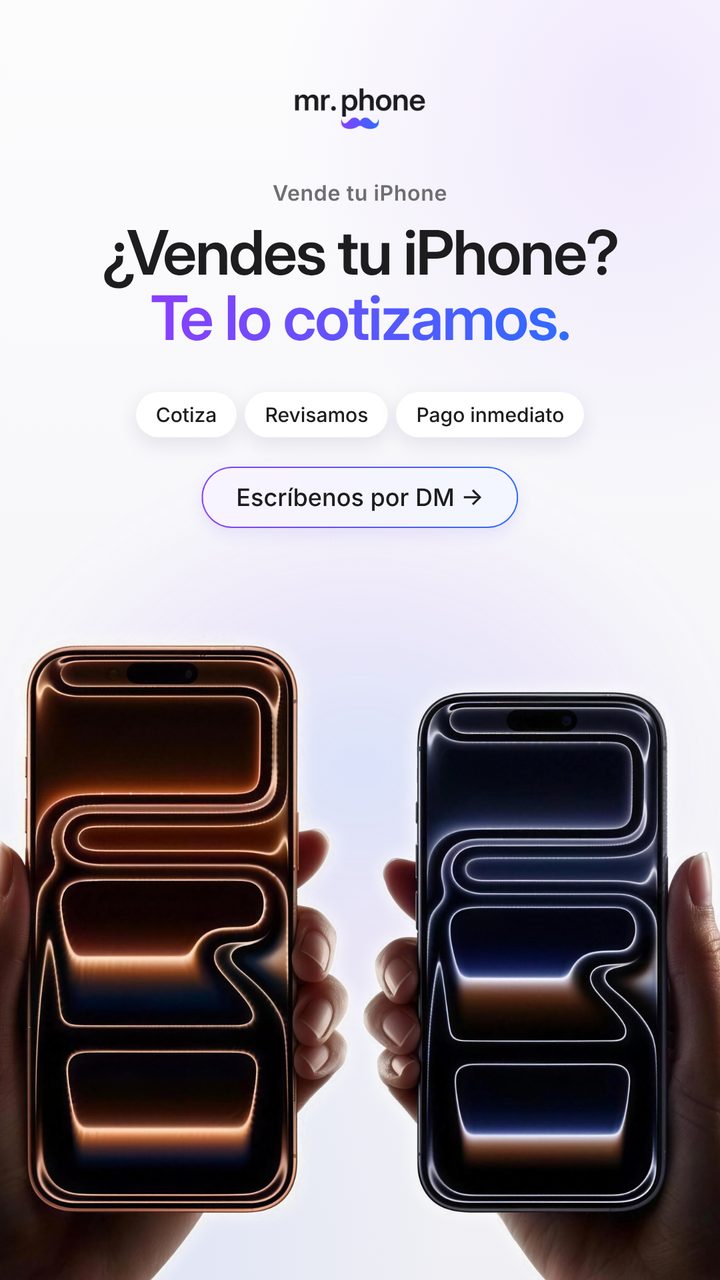 mr. phone
Vende tu iPhone
¿Vendes tu iPhone?
Te lo cotizamos.
Cotiza
Revisamos
Pago inmediato
Escríbenos por DM →